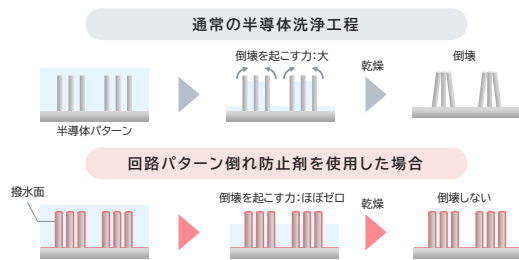 通常の半導体洗浄工程
倒壊を起こす力：大
乾燥
倒壊
半導体パターン
回路パターン倒れ防止剤を使用した場合
撥水面
倒壊を起こす力：ほぼゼロ
乾燥
倒壊しない